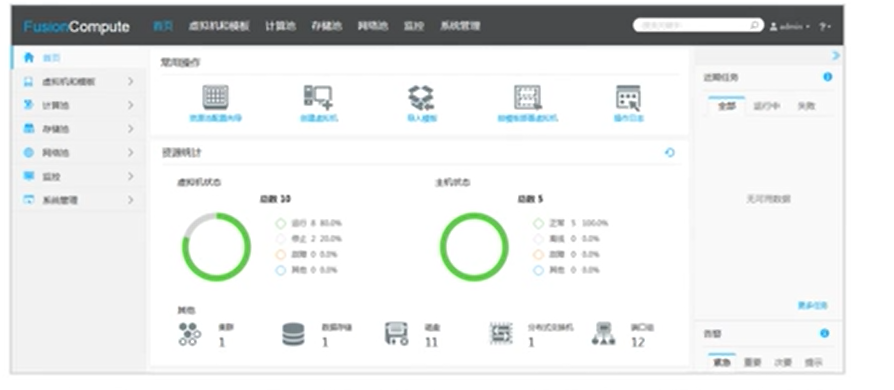 FusionCompute 首页 虚拟机和模板 计算池 存储池 网络池 监控 系统管理 admin ?
首页
虚拟机和模板
计算池
存储池
网络池
监控
系统管理
常用操作
资源池配置向导 创建虚拟机 导入模板 按模板部署虚拟机 操作日志
资源统计
虚拟机状态
总数 10
运行 8 80.0%
停止 2 20.0%
故障 0 0.0%
其他 0 0.0%
主机状态
总数 5
正常 5 100.0%
离线 0 0.0%
故障 0 0.0%
其他 0 0.0%
其他
集群
1
数据存储
1
磁盘
11
分布式交换机
1
端口组
12
近期任务
全部 运行中 失败
无可用数据
更多任务
告警
紧急 重要 次要 提示